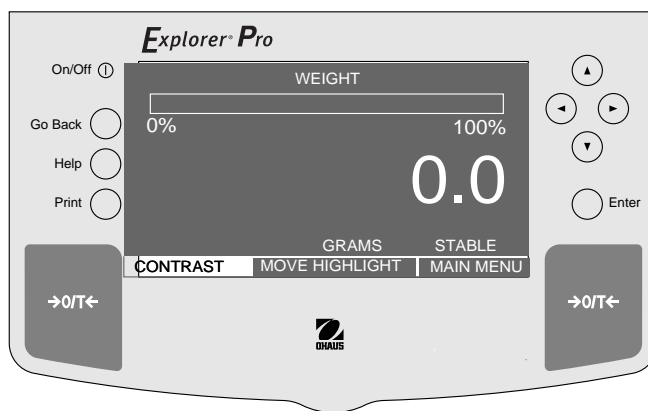 Explorer® Pro
On/Off
WEIGHT
Go Back
0% 100%
Help
0.0
Print
Enter
GRAMS STABLE
CONTRAST MOVE HIGHLIGHT MAIN MENU
→0/T← →0/T←
OHAUS